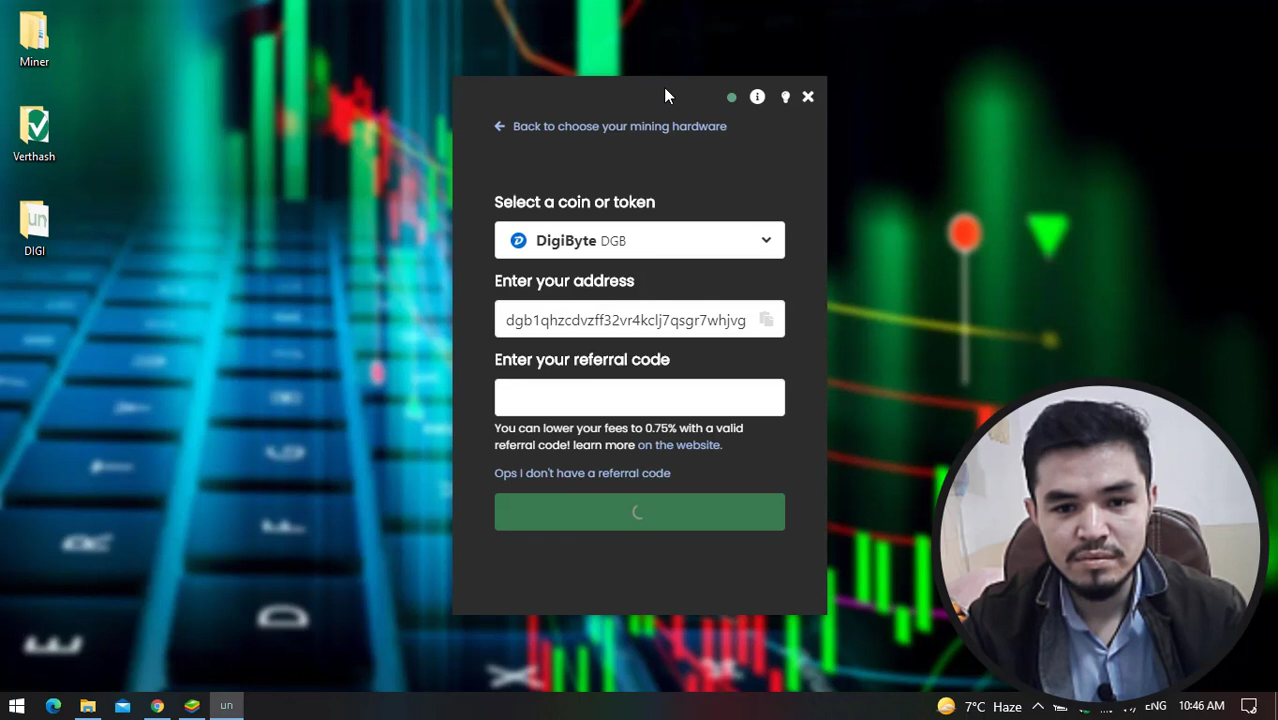 Miner
Verthash
un
DIGI
Back to choose your mining hardware
Select a coin or token
DigiByte DGB
Enter your address
dgb1qhzcdvzff32vr4kclj7qsgr7whjvg
Enter your referral code
You can lower your fees to 0.75% with a valid
referral code! learn more on the website.
Ops I don't have a referral code
un
7°C Haze
ENG
10:46 AM